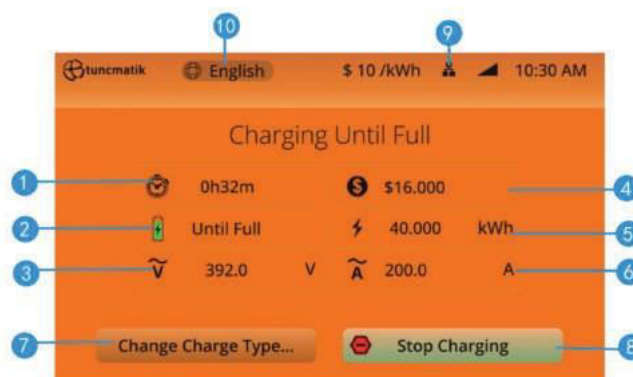 10 9
tuncmatik English $ 10 /kWh 10:30 AM
Charging Until Full
1 0h32m $16.000 4
2 Until Full 40.000 kWh 5
3 V 392.0 V A 200.0 A 6
7 Change Charge Type... Stop Charging 8